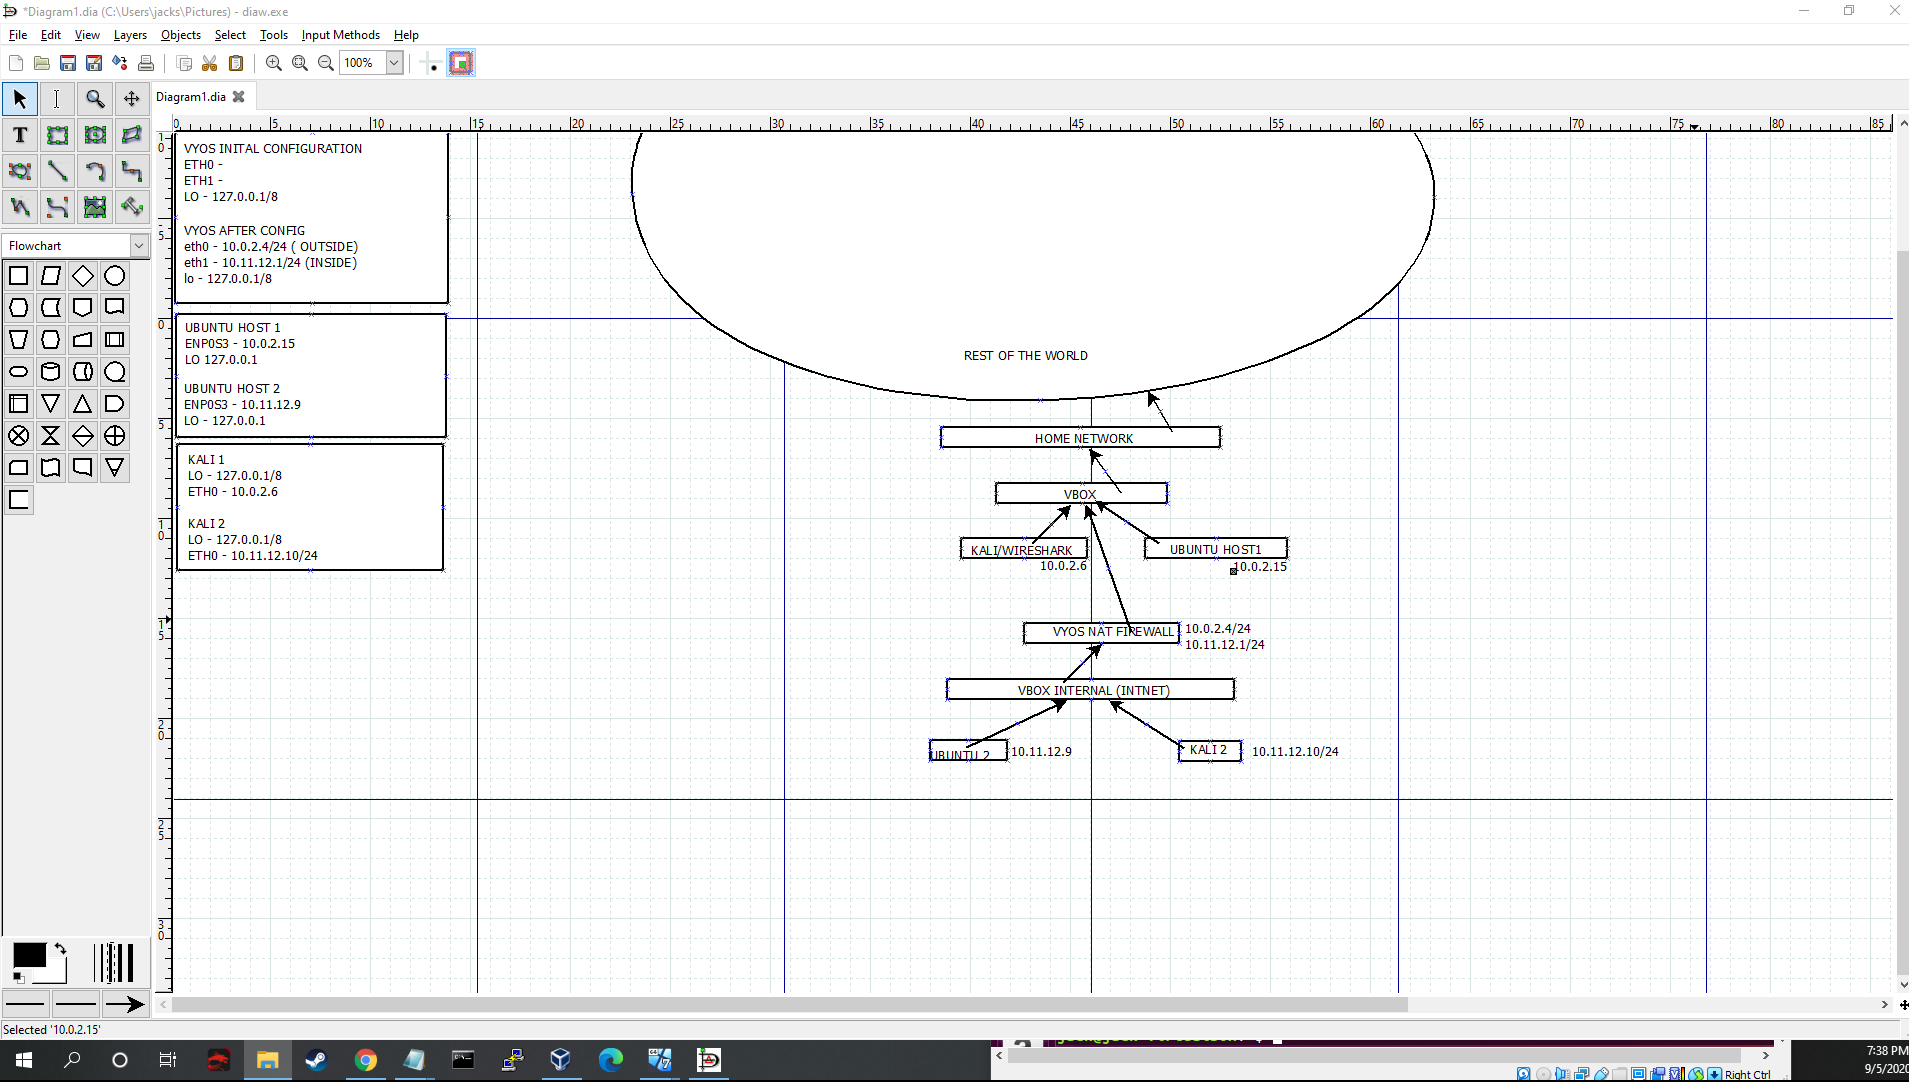 *Diagram1.dia (C:\Users\jacks\Pictures) - diaw.exe
File Edit View Layers Objects Select Tools Input Methods Help
100%
Diagram1.dia
0 5 10 15 20 25 30 35 40 45 50 55 60 65 70 75 80 85
VYOS INITAL CONFIGURATION
ETH0 -
ETH1 -
LO - 127.0.0.1/8
VYOS AFTER CONFIG
eth0 - 10.0.2.4/24 ( OUTSIDE)
eth1 - 10.11.12.1/24 (INSIDE)
lo - 127.0.0.1/8
Flowchart
UBUNTU HOST 1
ENP0S3 - 10.0.2.15
LO 127.0.0.1
UBUNTU HOST 2
ENP0S3 - 10.11.12.9
LO - 127.0.0.1
KALI 1
LO - 127.0.0.1/8
ETH0 - 10.0.2.6
KALI 2
LO - 127.0.0.1/8
ETH0 - 10.11.12.10/24
REST OF THE WORLD
HOME NETWORK
VBOX
KALI/WIRESHARK
10.0.2.6
UBUNTU HOST1
10.0.2.15
VYOS NAT FIREWALL
10.0.2.4/24
10.11.12.1/24
VBOX INTERNAL (INTNET)
UBUNTU 2
10.11.12.9
KALI 2
10.11.12.10/24
Selected '10.0.2.15'
7:38 PM
9/5/2020
Right Ctrl